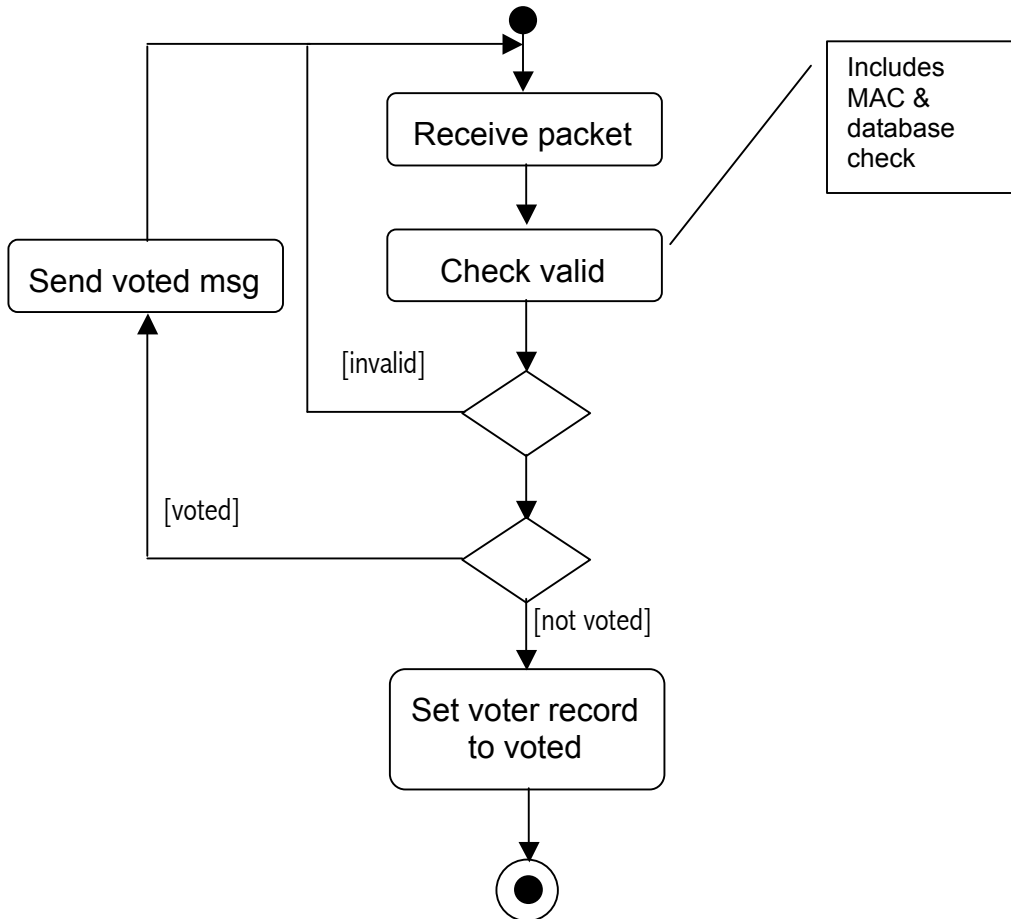 Includes
MAC &
database
check
Receive packet
Check valid
Send voted msg
[invalid]
[voted]
[not voted]
Set voter record
to voted